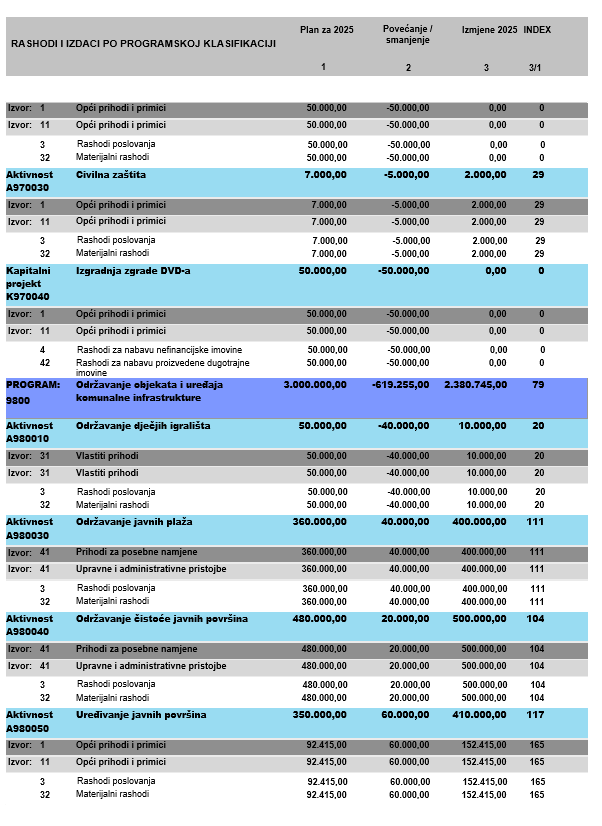 RASHODI I IZDACI PO PROGRAMSKOJ KLASIFIKACIJI Plan za 2025 Povećanje / smanjenje Izmjene 2025 INDEX
1 2 3 3/1
Izvor: 1 Opći prihodi i primici 50.000,00 -50.000,00 0,00 0
Izvor: 11 Opći prihodi i primici 50.000,00 -50.000,00 0,00 0
3 Rashodi poslovanja 50.000,00 -50.000,00 0,00 0
32 Materijalni rashodi 50.000,00 -50.000,00 0,00 0
Aktivnost Civilna zaštita 7.000,00 -5.000,00 2.000,00 29
A970030
Izvor: 1 Opći prihodi i primici 7.000,00 -5.000,00 2.000,00 29
Izvor: 11 Opći prihodi i primici 7.000,00 -5.000,00 2.000,00 29
3 Rashodi poslovanja 7.000,00 -5.000,00 2.000,00 29
32 Materijalni rashodi 7.000,00 -5.000,00 2.000,00 29
Kapitalni Izgradnja zgrade DVD-a 50.000,00 -50.000,00 0,00 0
projekt
K970040
Izvor: 1 Opći prihodi i primici 50.000,00 -50.000,00 0,00 0
Izvor: 11 Opći prihodi i primici 50.000,00 -50.000,00 0,00 0
4 Rashodi za nabavu nefinancijske imovine 50.000,00 -50.000,00 0,00 0
42 Rashodi za nabavu proizvedene dugotrajne 50.000,00 -50.000,00 0,00 0
imovine
PROGRAM: Održavanje objekata i uređaja 3.000.000,00 -619.255,00 2.380.745,00 79
9800 komunalne infrastrukture
Aktivnost Održavanje dječjih igrališta 50.000,00 -40.000,00 10.000,00 20
A980010
Izvor: 31 Vlastiti prihodi 50.000,00 -40.000,00 10.000,00 20
Izvor: 31 Vlastiti prihodi 50.000,00 -40.000,00 10.000,00 20
3 Rashodi poslovanja 50.000,00 -40.000,00 10.000,00 20
32 Materijalni rashodi 50.000,00 -40.000,00 10.000,00 20
Aktivnost Održavanje javnih plaža 360.000,00 40.000,00 400.000,00 111
A980030
Izvor: 41 Prihodi za posebne namjene 360.000,00 40.000,00 400.000,00 111
Izvor: 41 Upravne i administrativne pristojbe 360.000,00 40.000,00 400.000,00 111
3 Rashodi poslovanja 360.000,00 40.000,00 400.000,00 111
32 Materijalni rashodi 360.000,00 40.000,00 400.000,00 111
Aktivnost Održavanje čistoće javnih površina 480.000,00 20.000,00 500.000,00 104
A980040
Izvor: 41 Prihodi za posebne namjene 480.000,00 20.000,00 500.000,00 104
Izvor: 41 Upravne i administrativne pristojbe 480.000,00 20.000,00 500.000,00 104
3 Rashodi poslovanja 480.000,00 20.000,00 500.000,00 104
32 Materijalni rashodi 480.000,00 20.000,00 500.000,00 104
Aktivnost Uređivanje javnih površina 350.000,00 60.000,00 410.000,00 117
A980050
Izvor: 1 Opći prihodi i primici 92.415,00 60.000,00 152.415,00 165
Izvor: 11 Opći prihodi i primici 92.415,00 60.000,00 152.415,00 165
3 Rashodi poslovanja 92.415,00 60.000,00 152.415,00 165
32 Materijalni rashodi 92.415,00 60.000,00 152.415,00 165